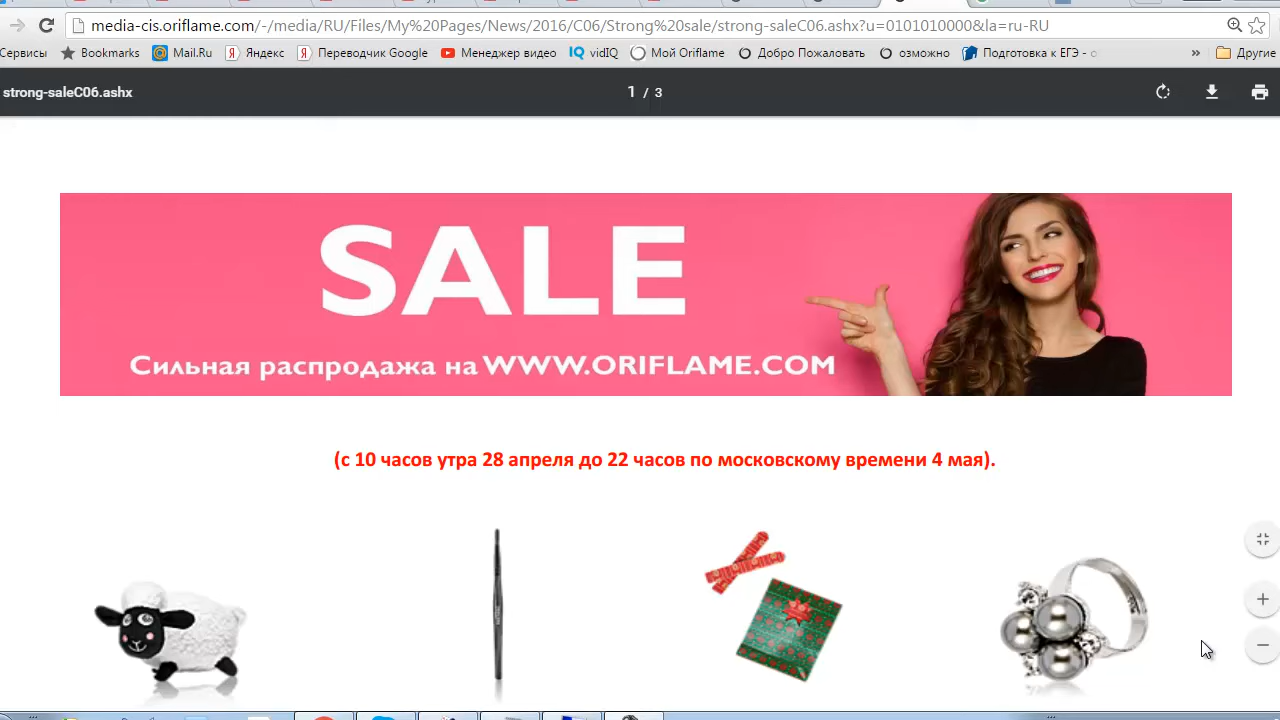 media-cis.oriflame.com/-/media/RU/Files/My%20Pages/News/2016/C06/Strong%20sale/strong-saleC06.ashx?u=0101010000&la=ru-RU
Сервисы Bookmarks Mail.Ru Яндекс Переводчик Google Менеджер видео IQ vidIQ Мой Oriflame Добро Пожаловать озможно Подготовка к ЕГЭ - с » Другие
strong-saleC06.ashx 1 / 3
SALE
Сильная распродажа на WWW.ORIFLAME.COM
(с 10 часов утра 28 апреля до 22 часов по московскому времени 4 мая).